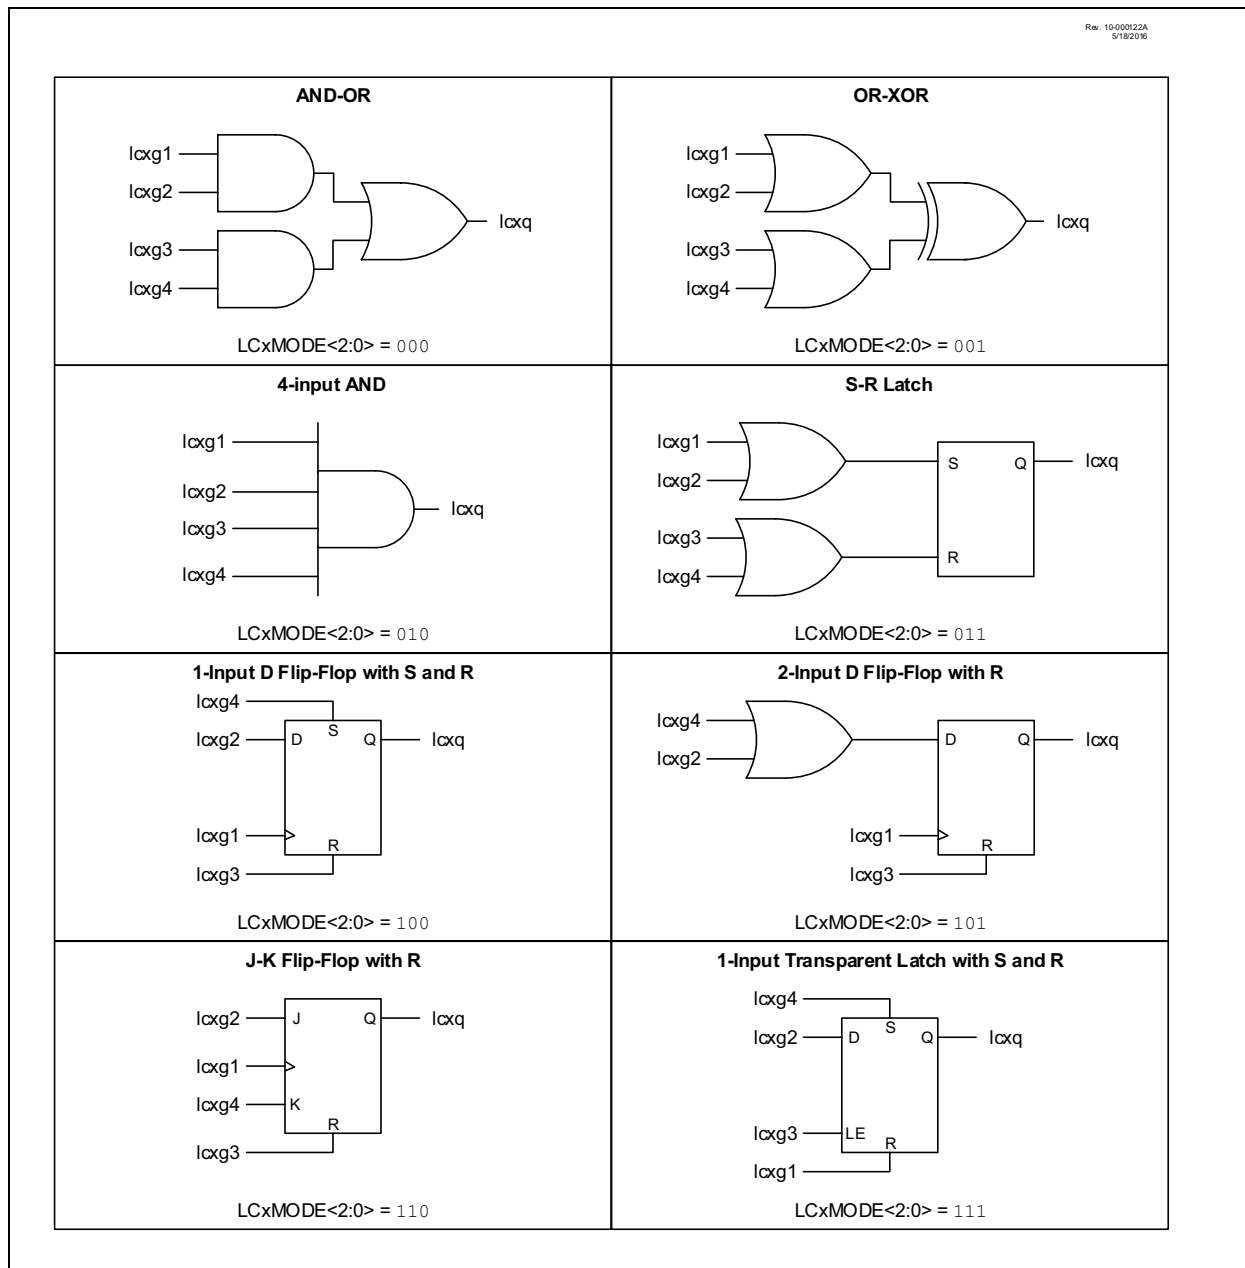 Rev. 10-000122A
5/18/2016
AND-OR
lcxg1
lcxg2
lcxg3
lcxg4
lcxq
LCxMODE<2:0> = 000
OR-XOR
lcxg1
lcxg2
lcxg3
lcxg4
lcxq
LCxMODE<2:0> = 001
4-input AND
lcxg1
lcxg2
lcxg3
lcxg4
lcxq
LCxMODE<2:0> = 010
S-R Latch
lcxg1
lcxg2
lcxg3
lcxg4
S
Q
R
lcxq
LCxMODE<2:0> = 011
1-Input D Flip-Flop with S and R
lcxg4
lcxg2
D
S
Q
lcxq
lcxg1
R
lcxg3
LCxMODE<2:0> = 100
2-Input D Flip-Flop with R
lcxg4
lcxg2
D
Q
lcxq
lcxg1
R
lcxg3
LCxMODE<2:0> = 101
J-K Flip-Flop with R
lcxg2
J
Q
lcxq
lcxg1
lcxg4
K
R
lcxg3
LCxMODE<2:0> = 110
1-Input Transparent Latch with S and R
lcxg4
lcxg2
D
S
Q
lcxq
lcxg3
LE
R
lcxg1
LCxMODE<2:0> = 111